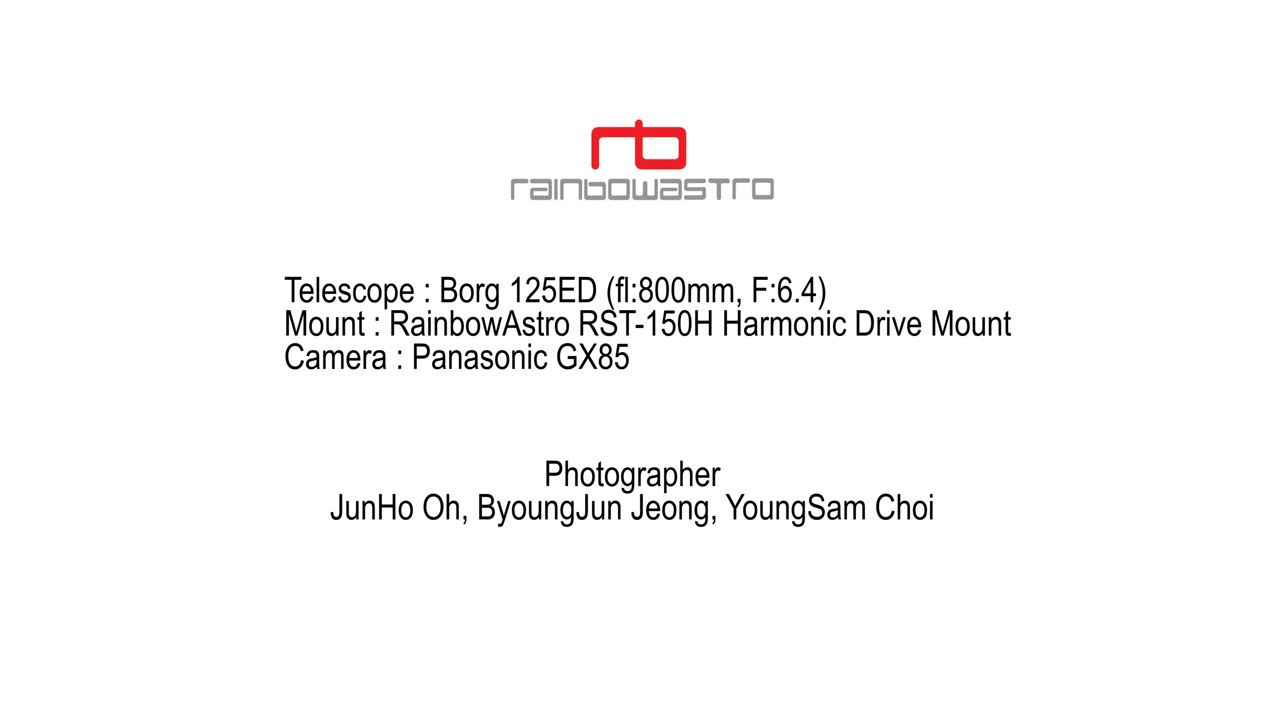 rb
rainbowastro
Telescope : Borg 125ED (fl:800mm, F:6.4)
Mount : RainbowAstro RST-150H Harmonic Drive Mount
Camera : Panasonic GX85
Photographer
JunHo Oh, ByoungJun Jeong, YoungSam Choi